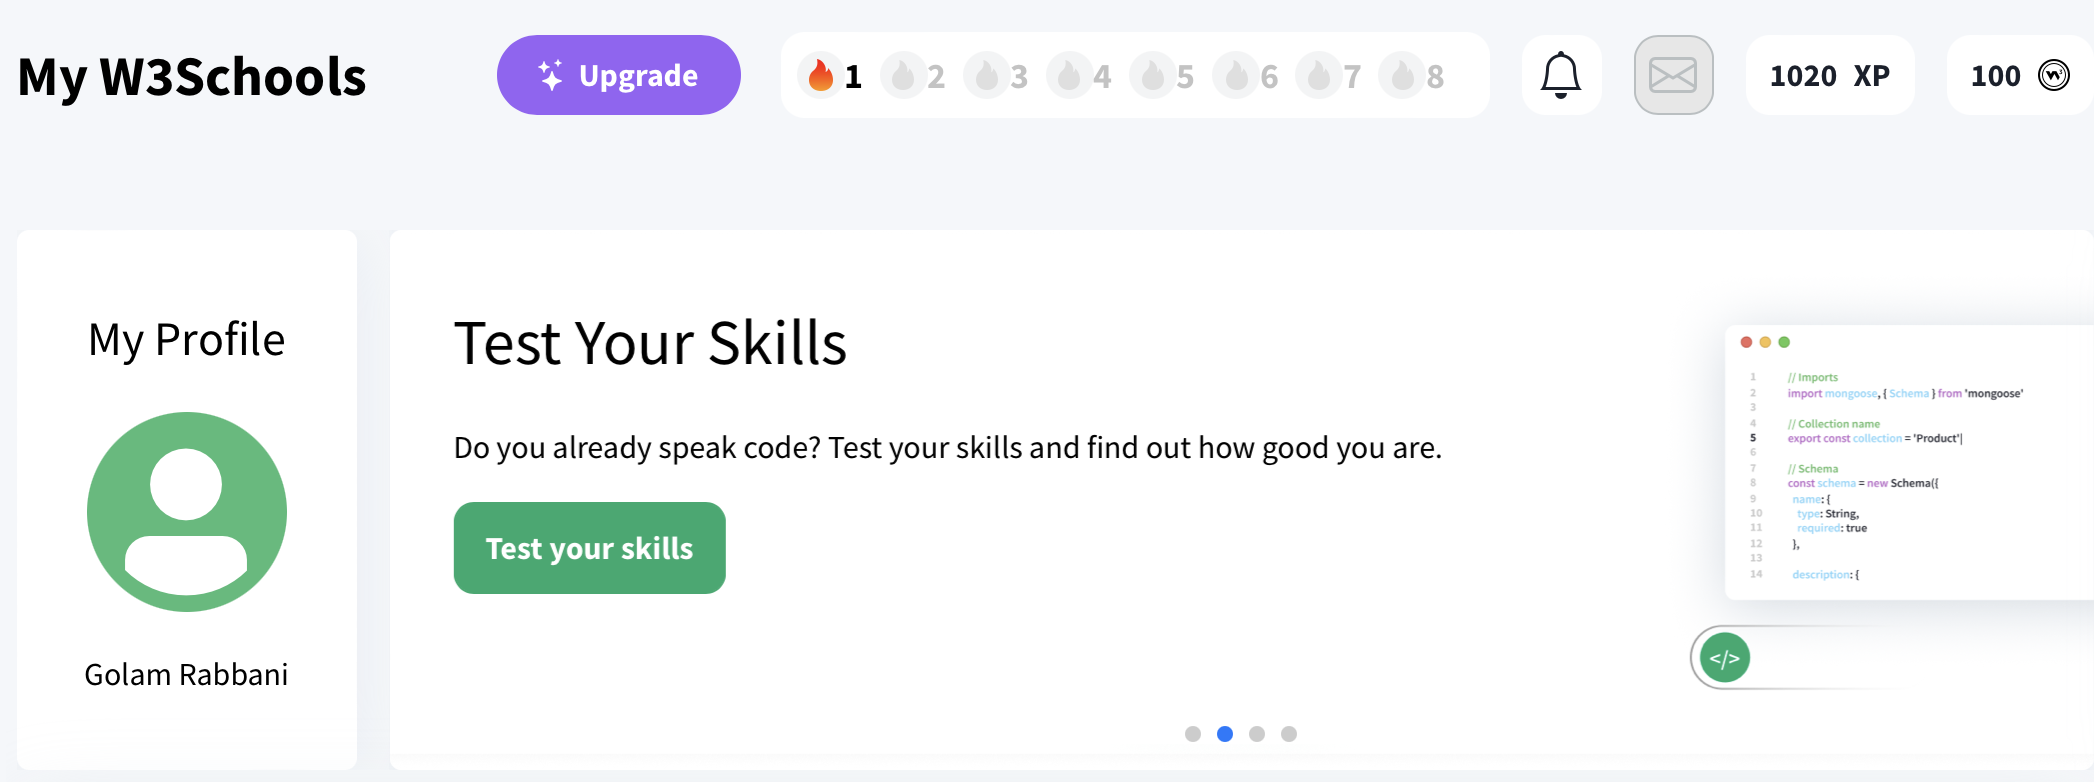 My W3Schools
Upgrade
1 2 3 4 5 6 7 8
1020 XP
100
My Profile
Golam Rabbani
Test Your Skills
Do you already speak code? Test your skills and find out how good you are.
Test your skills
1 // Imports
2 import mongoose, { Schema } from 'mongoose'
3
4 // Collection name
5 export const collection = 'Product'|
6
7 // Schema
8 const schema = new Schema({
9 name: {
10 type: String,
11 required: true
12 },
13
14 description: {
</>